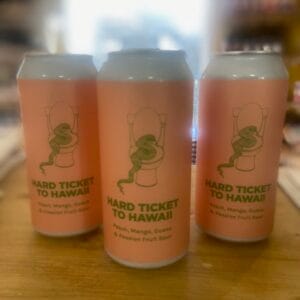 HARD TICKET
TO HAWAII
Peach, Mango, Guava
& Passion Fruit Sour
HARD TICKET
TO HAWAII
Peach, Mango, Guava
& Passion Fruit Sour
HARD TICKET
TO HAWAII
Peach, Mango, Guava
& Passion Fruit Sour